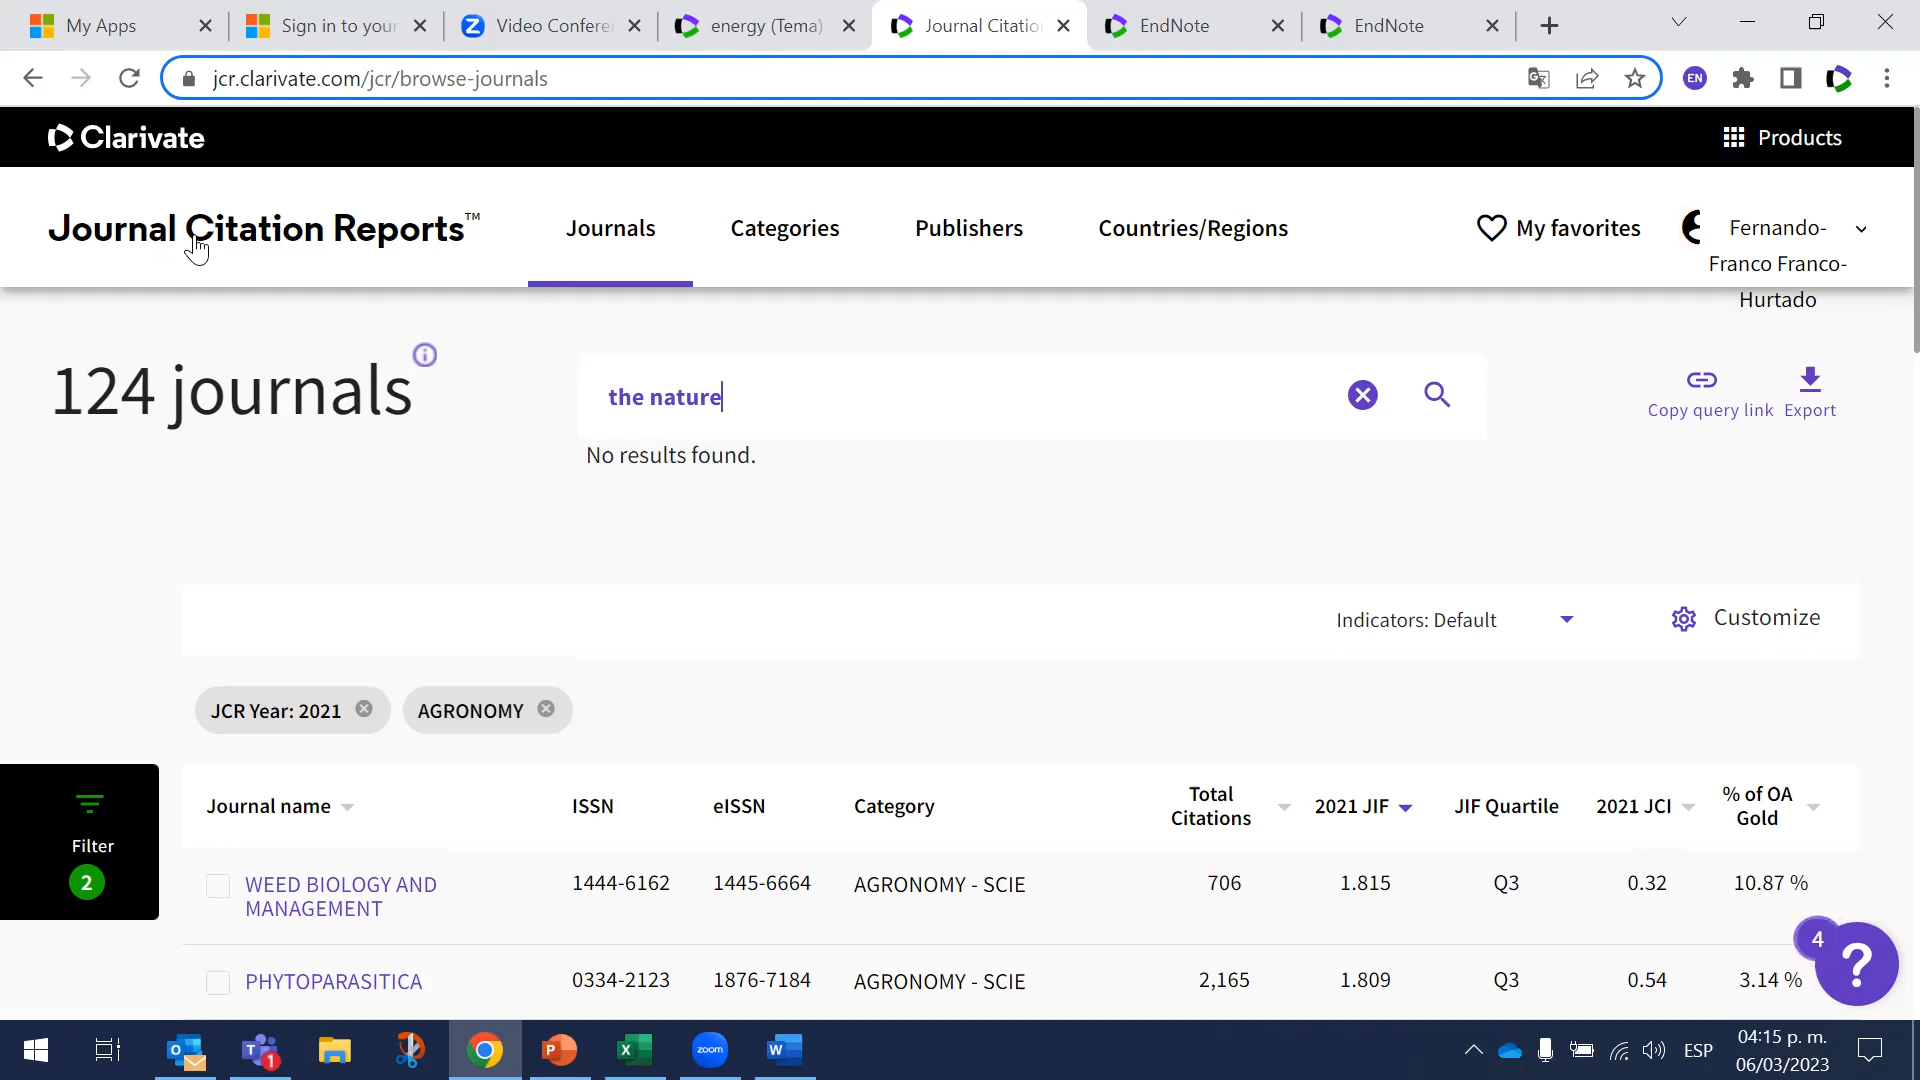 My Apps
Sign in to your
Video Conferen
energy (Tema)
Journal Citatio
EndNote
EndNote
jcr.clarivate.com/jcr/browse-journals
EN
Clarivate
Products
Journal Citation Reports™
Journals
Categories
Publishers
Countries/Regions
My favorites
Fernando-
Franco Franco-
Hurtado
124 journals
the nature
No results found.
Copy query link
Export
Indicators: Default
Customize
JCR Year: 2021
AGRONOMY
Filter
2
Journal name
ISSN
eISSN
Category
Total
Citations
2021 JIF
JIF Quartile
2021 JCI
% of OA
Gold
WEED BIOLOGY AND
MANAGEMENT
1444-6162
1445-6664
AGRONOMY - SCIE
706
1.815
Q3
0.32
10.87 %
PHYTOPARASITICA
0334-2123
1876-7184
AGRONOMY - SCIE
2,165
1.809
Q3
0.54
3.14 %
4
?
1
zoom
ESP
04:15 p. m.
06/03/2023